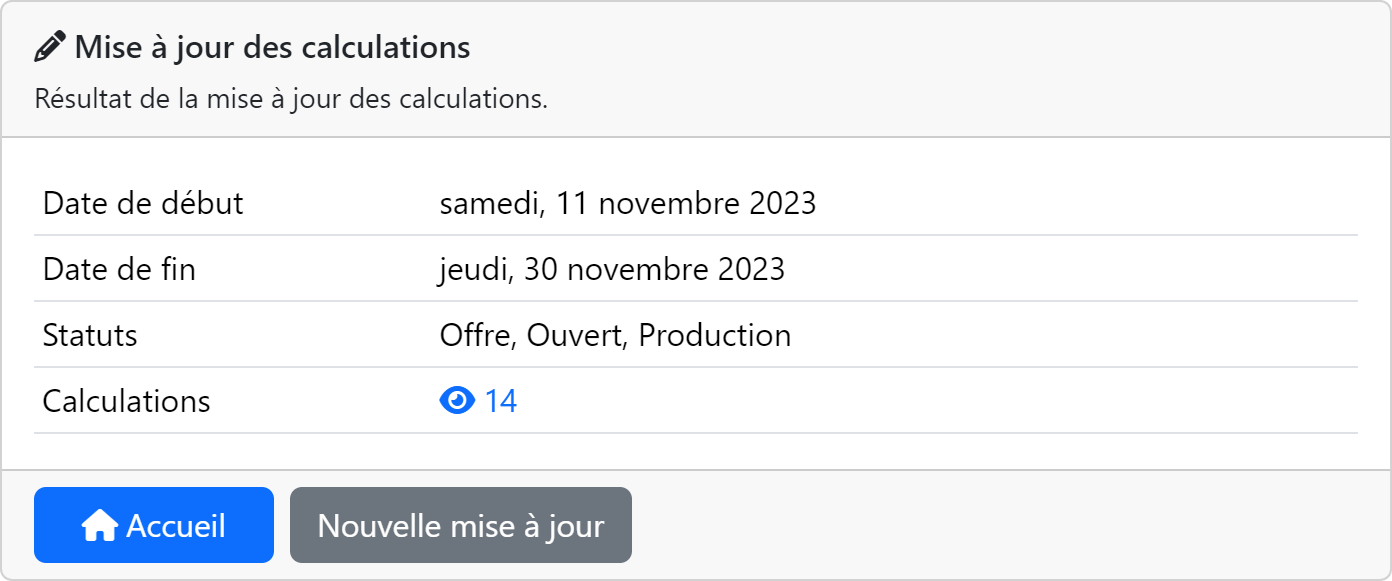 Mise à jour des calculations
Résultat de la mise à jour des calculations.
Date de début samedi, 11 novembre 2023
Date de fin jeudi, 30 novembre 2023
Statuts Offre, Ouvert, Production
Calculations 14
Accueil Nouvelle mise à jour